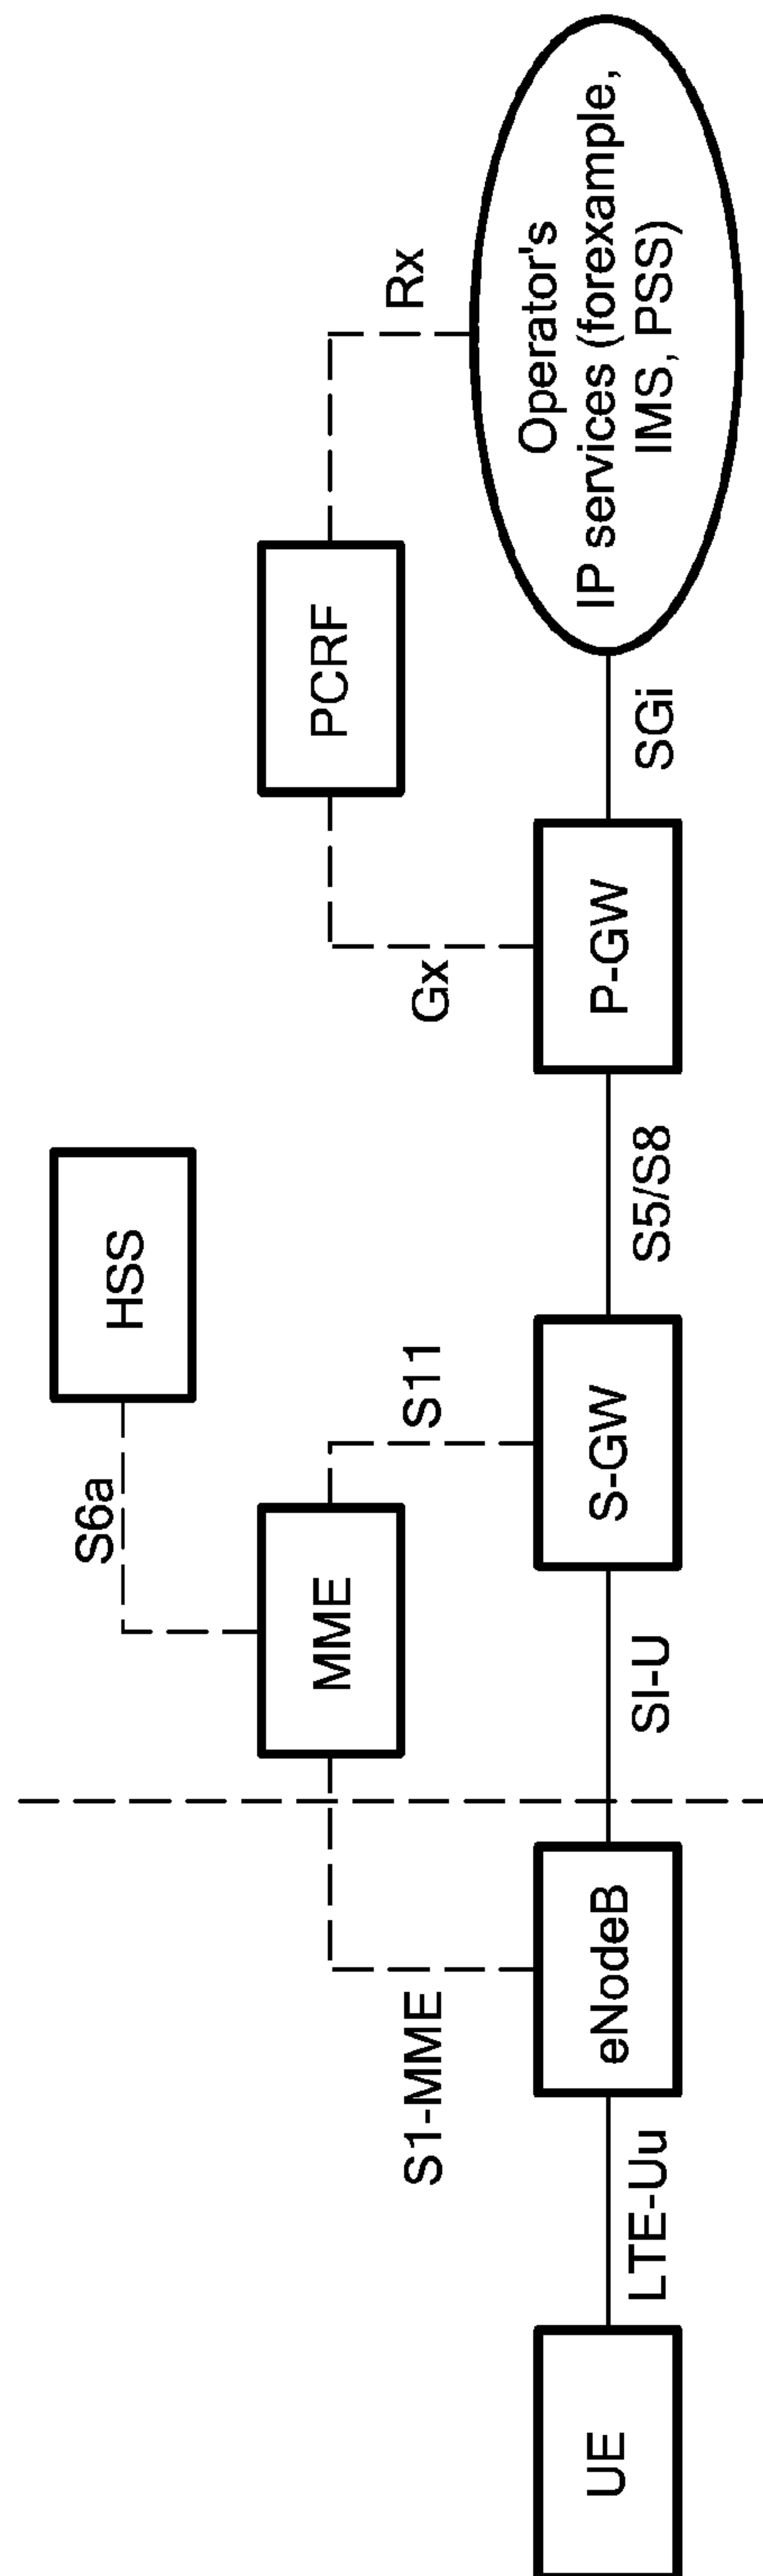 HSS
S6a
MME
PCRF
S1-MME
S11
Gx
Rx
UE
LTE-Uu
eNodeB
SI-U
S-GW
S5/S8
P-GW
SGi
Operator's
IP services (forexample,
IMS, PSS)